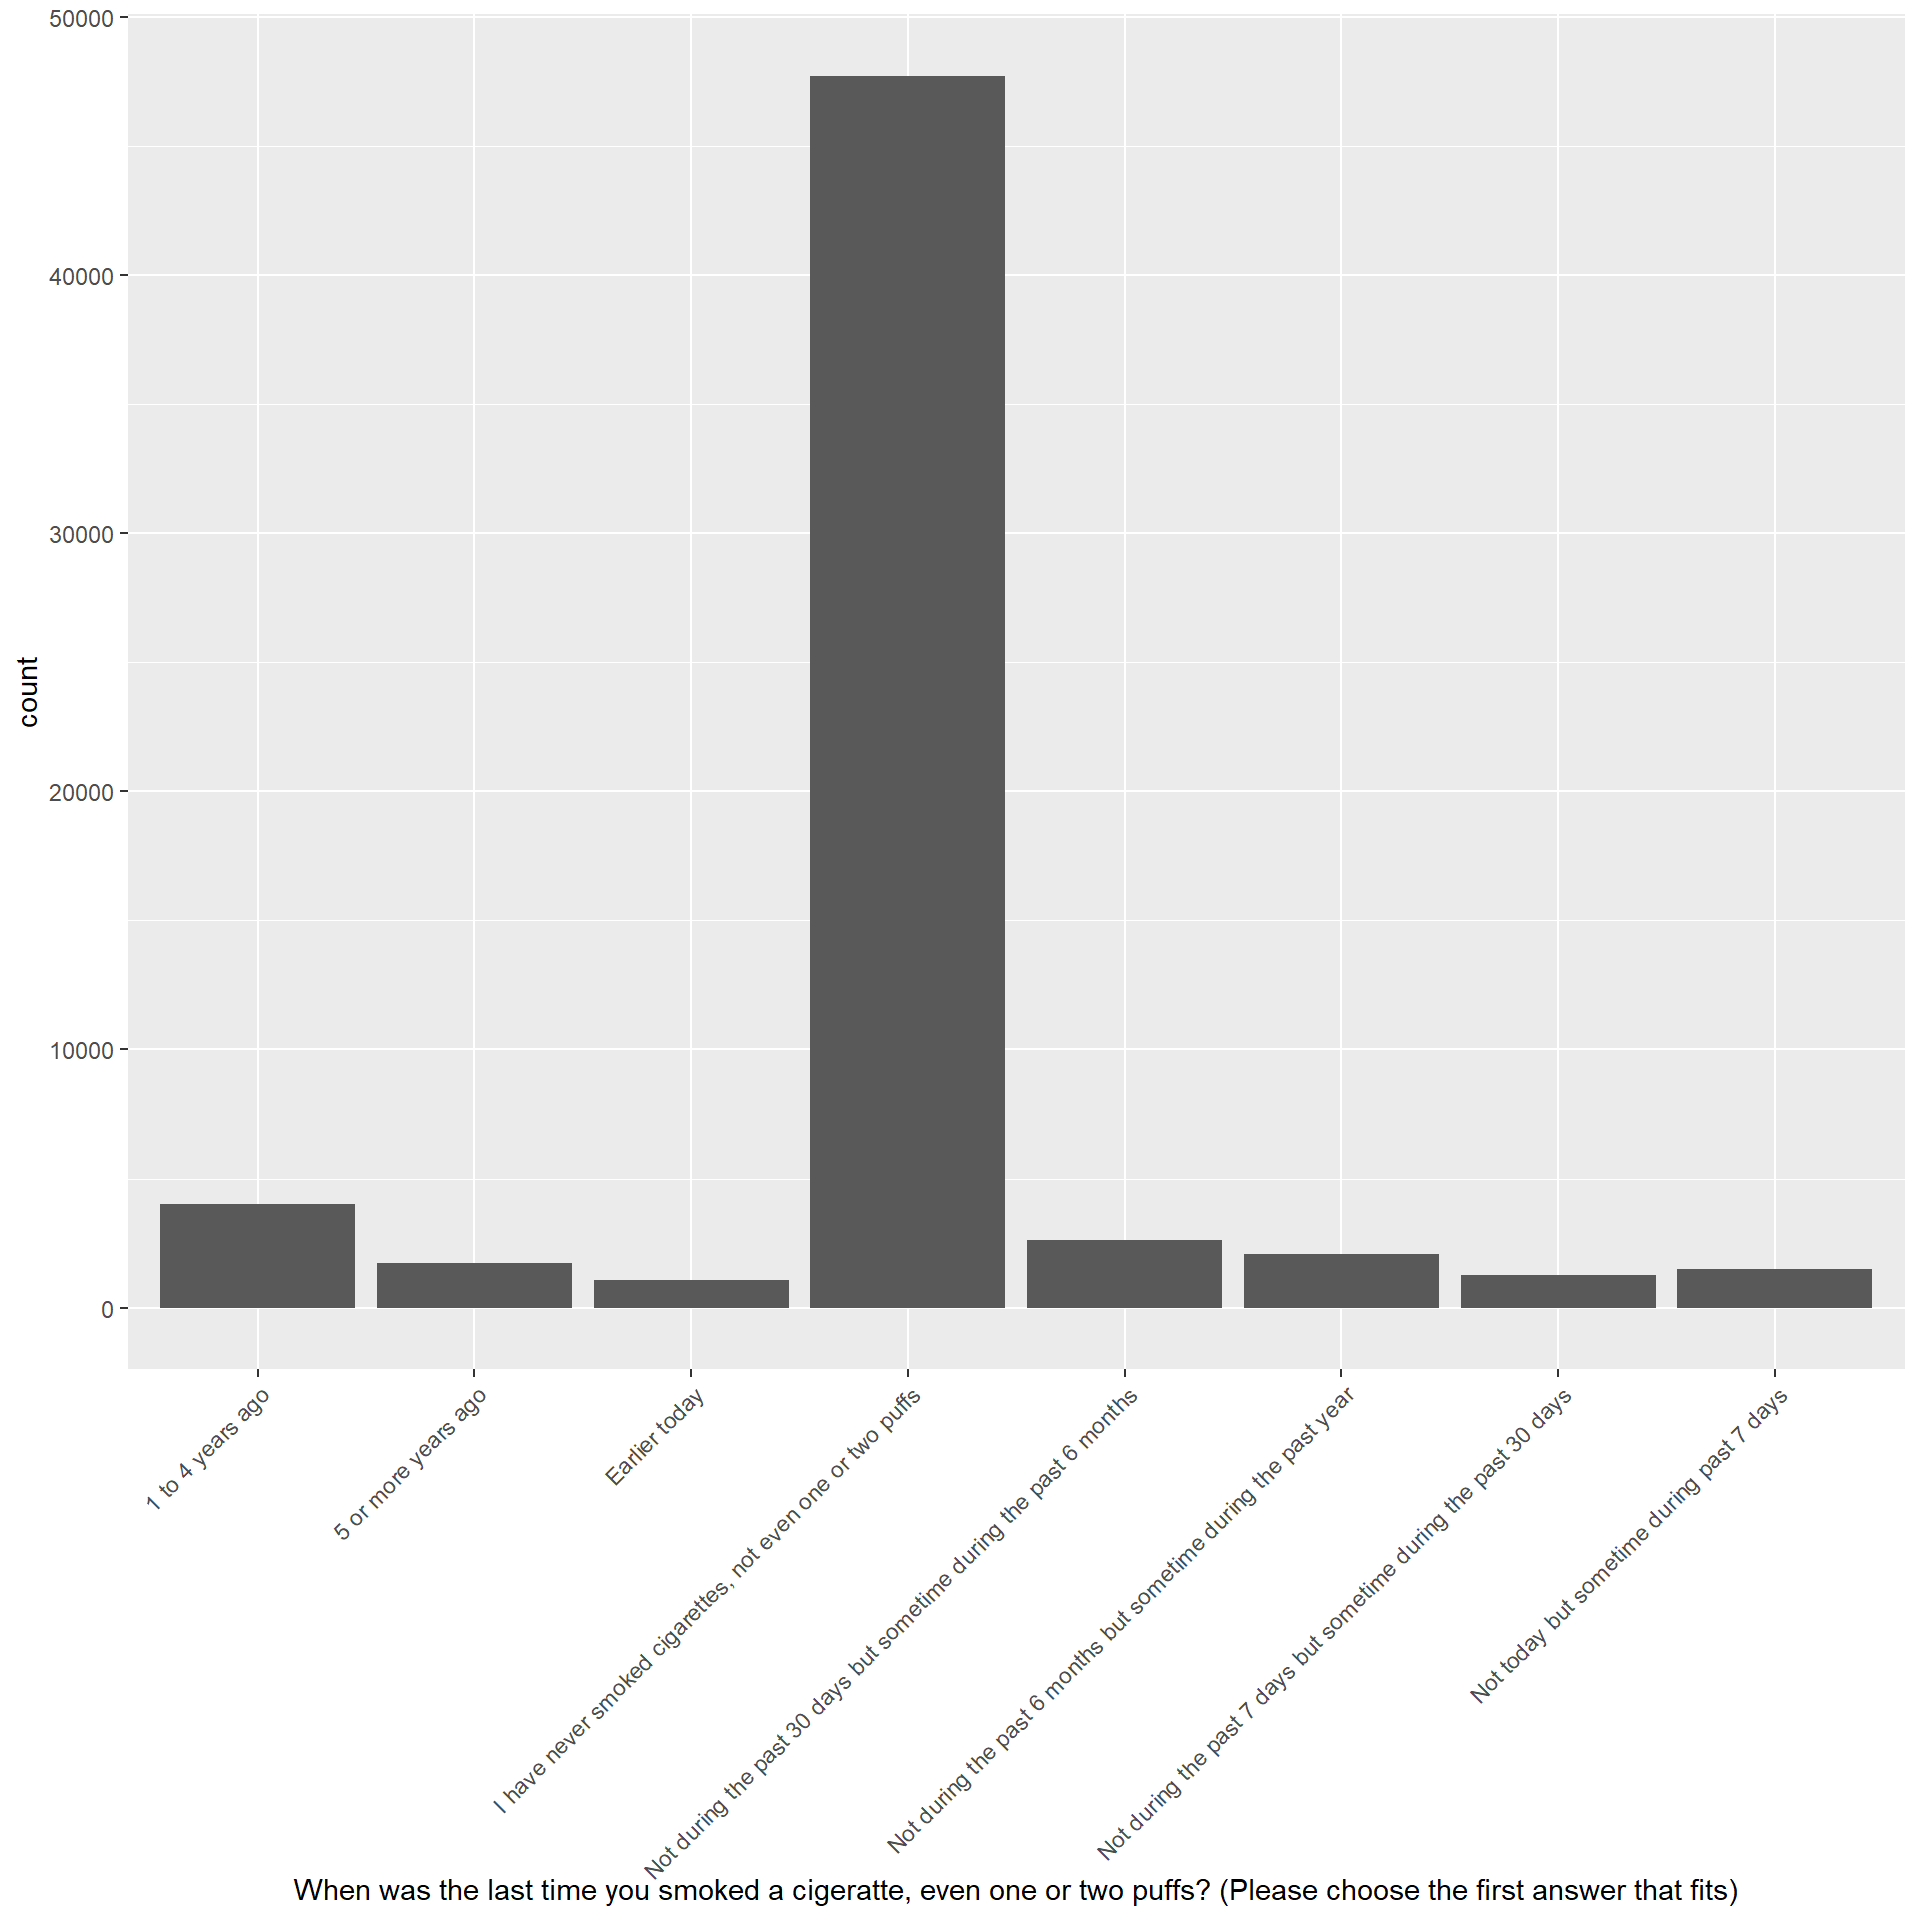 50000
40000
30000
20000
10000
0
count
1 to 4 years ago
5 or more years ago
Earlier today
I have never smoked cigarettes, not even one or two puffs
Not during the past 30 days but sometime during the past 6 months
Not during the past 6 months but sometime during the past year
Not during the past 7 days but sometime during the past 30 days
Not today but sometime during past 7 days
When was the last time you smoked a cigeratte, even one or two puffs? (Please choose the first answer that fits)